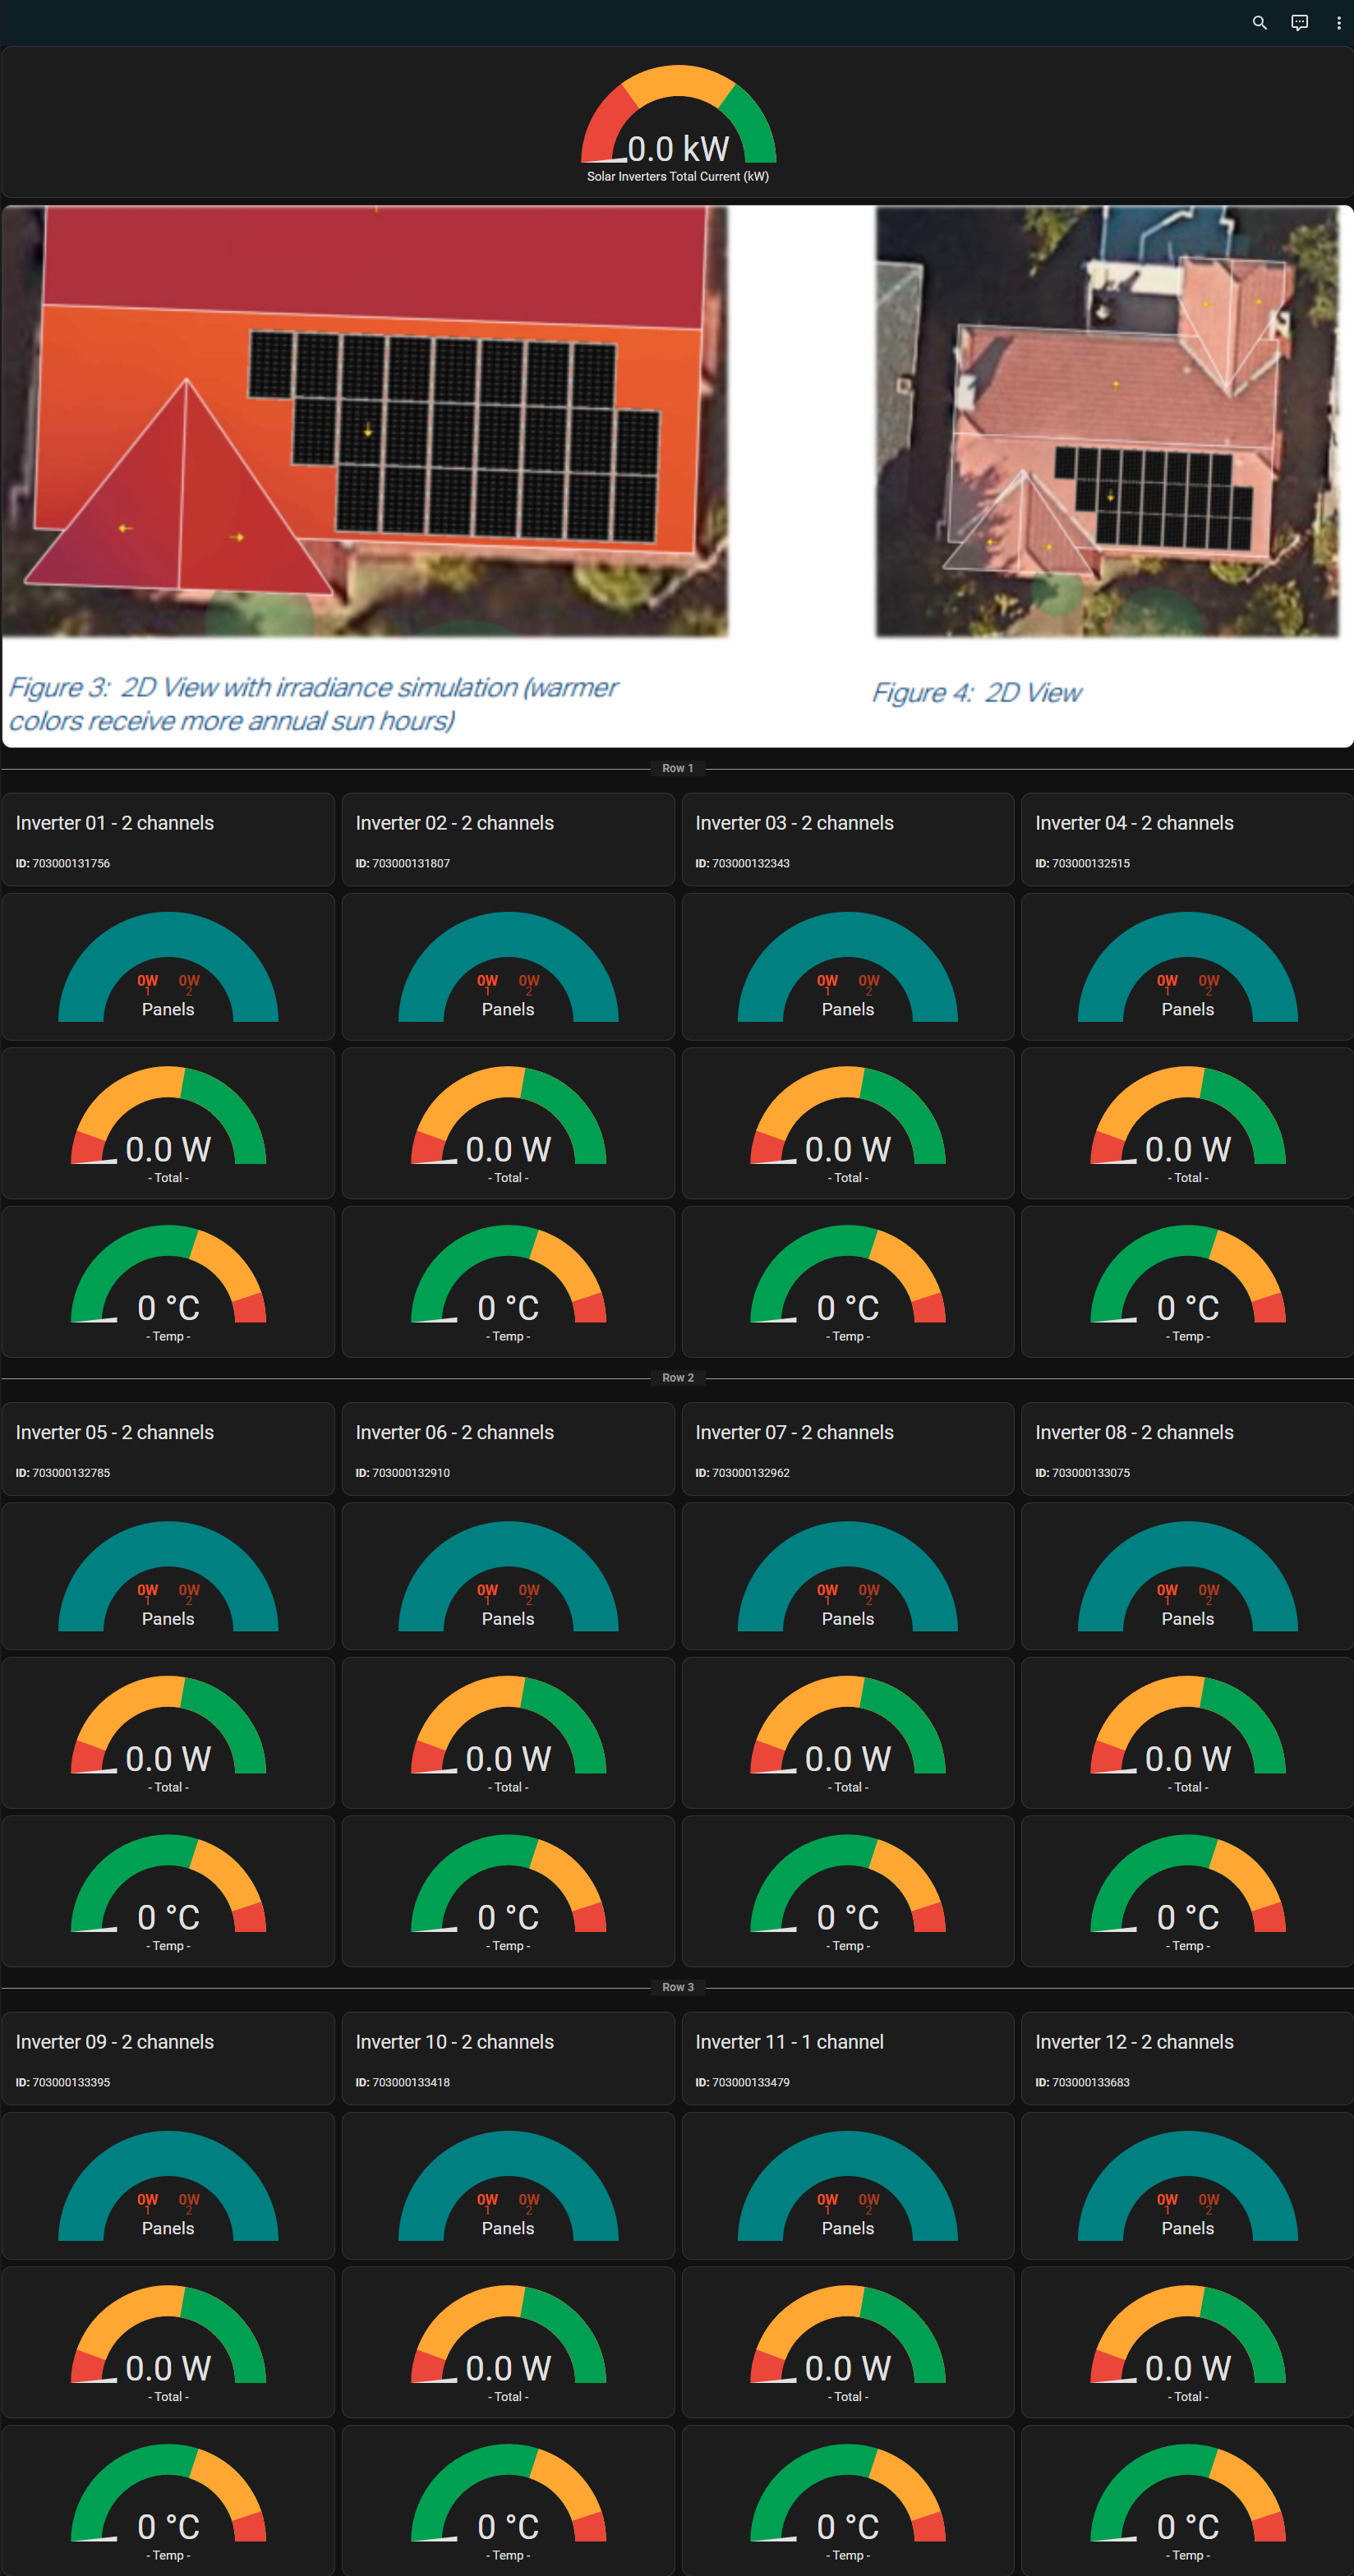 0.0 kW
Solar Inverters Total Current (kW)
Figure 3: 2D View with irradiance simulation (warmer
colors receive more annual sun hours)
Figure 4: 2D View
Row 1
Inverter 01 - 2 channels
ID: 703000131756
Inverter 02 - 2 channels
ID: 703000131807
Inverter 03 - 2 channels
ID: 703000132343
Inverter 04 - 2 channels
ID: 703000132515
0W 0W
1 2
Panels
0W 0W
1 2
Panels
0W 0W
1 2
Panels
0W 0W
1 2
Panels
0.0 W
- Total -
0.0 W
- Total -
0.0 W
- Total -
0.0 W
- Total -
0 °C
- Temp -
0 °C
- Temp -
0 °C
- Temp -
0 °C
- Temp -
Row 2
Inverter 05 - 2 channels
ID: 703000132785
Inverter 06 - 2 channels
ID: 703000132910
Inverter 07 - 2 channels
ID: 703000132962
Inverter 08 - 2 channels
ID: 703000133075
0W 0W
1 2
Panels
0W 0W
1 2
Panels
0W 0W
1 2
Panels
0W 0W
1 2
Panels
0.0 W
- Total -
0.0 W
- Total -
0.0 W
- Total -
0.0 W
- Total -
0 °C
- Temp -
0 °C
- Temp -
0 °C
- Temp -
0 °C
- Temp -
Row 3
Inverter 09 - 2 channels
ID: 703000133395
Inverter 10 - 2 channels
ID: 703000133418
Inverter 11 - 1 channel
ID: 703000133479
Inverter 12 - 2 channels
ID: 703000133683
0W 0W
1 2
Panels
0W 0W
1 2
Panels
0W 0W
1 2
Panels
0W 0W
1 2
Panels
0.0 W
- Total -
0.0 W
- Total -
0.0 W
- Total -
0.0 W
- Total -
0 °C
- Temp -
0 °C
- Temp -
0 °C
- Temp -
0 °C
- Temp -